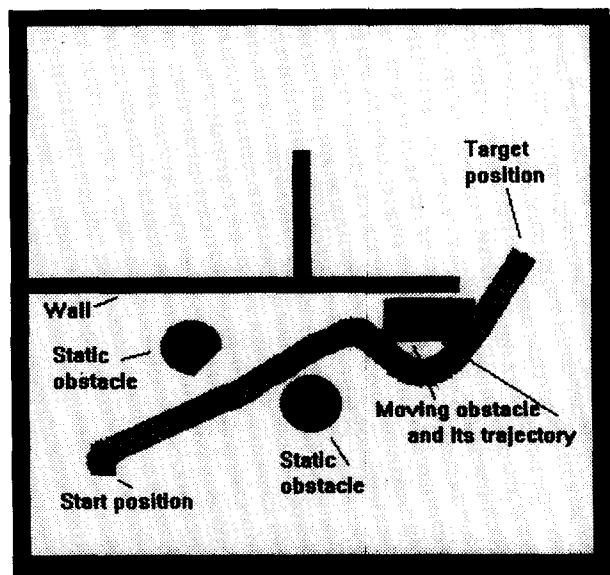 Target
position
Wall
Static
obstacle
Moving obstacle
and its trajectory
Static
obstacle
Start position